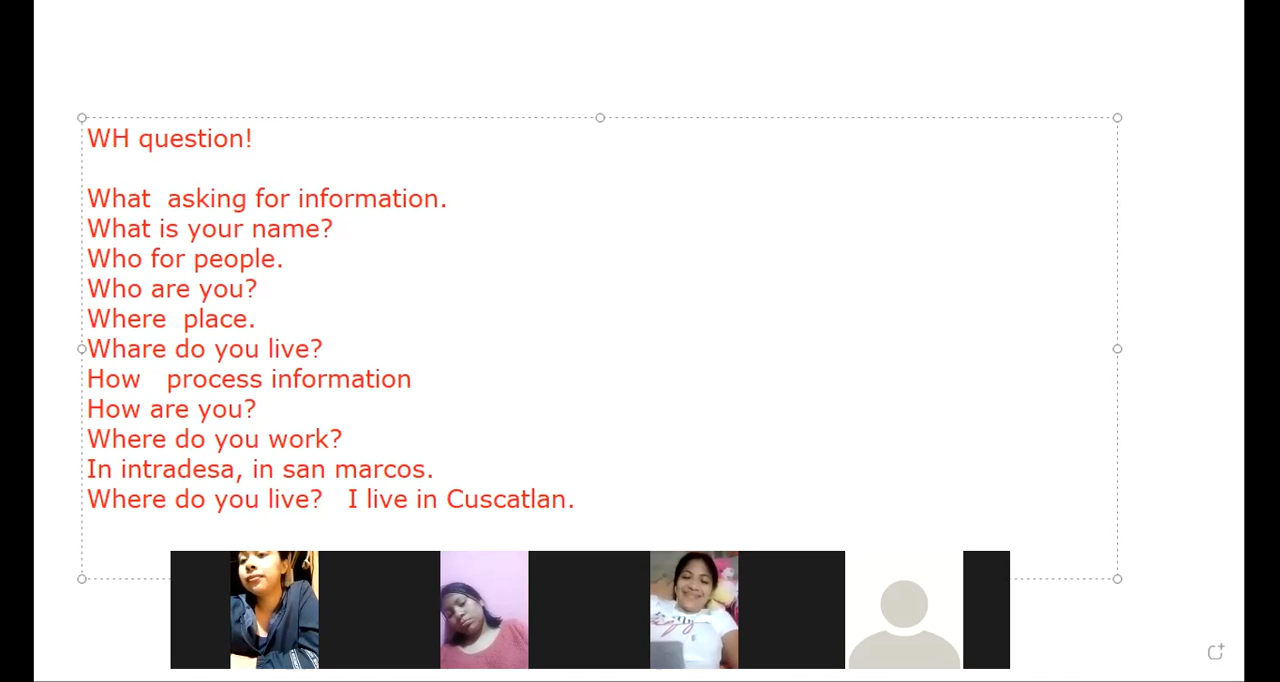 WH question!
What asking for information.
What is your name?
Who for people.
Who are you?
Where place.
Whare do you live?
How process information
How are you?
Where do you work?
In intradesa, in san marcos.
Where do you live? I live in Cuscatlan.